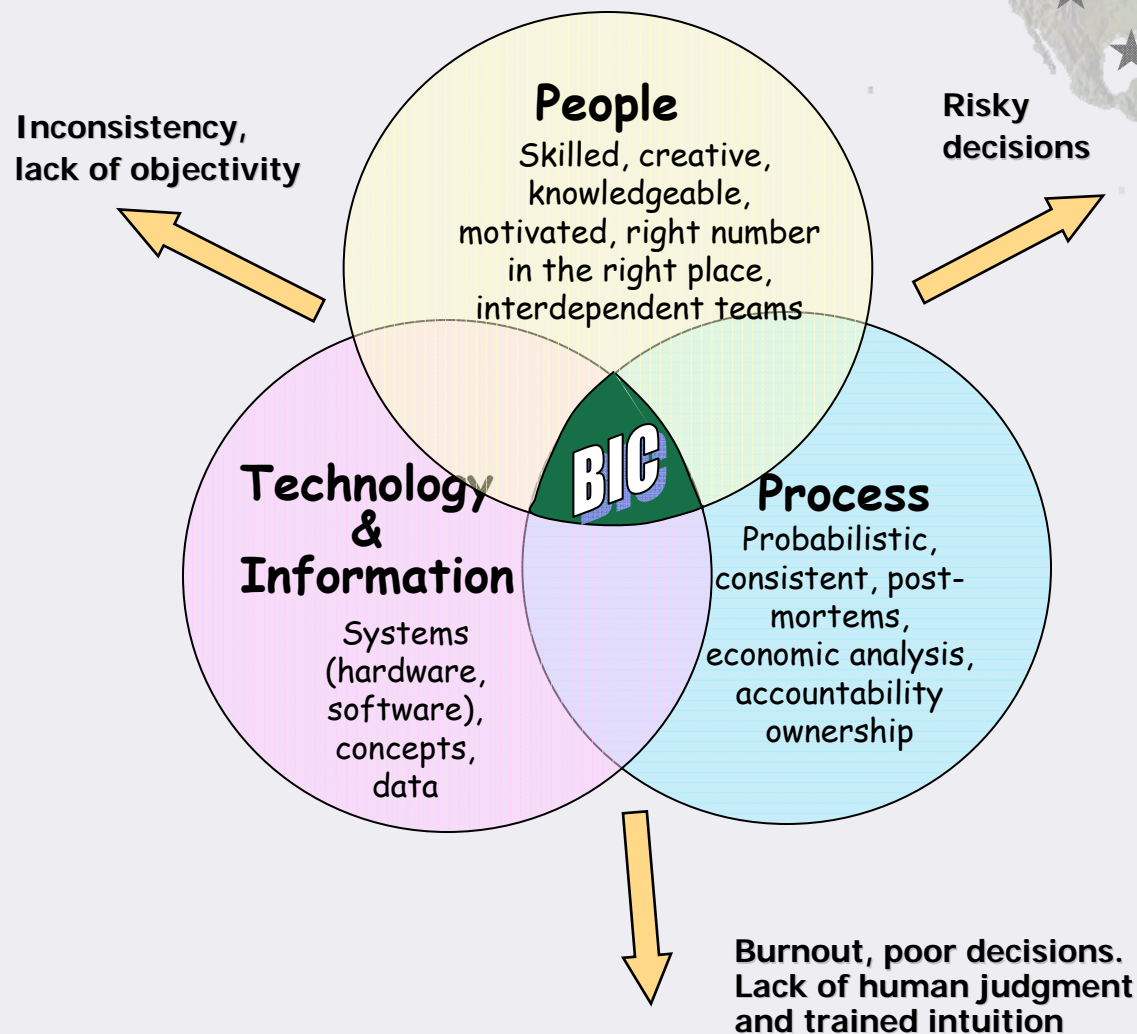 Inconsistency,
lack of objectivity
Risky
decisions
People
Skilled, creative,
knowledgeable,
motivated, right number
in the right place,
interdependent teams
BIC
Technology
&
Information
Systems
(hardware,
software),
concepts,
data
Process
Probabilistic,
consistent, post-
mortems,
economic analysis,
accountability
ownership
Burnout, poor decisions.
Lack of human judgment
and trained intuition